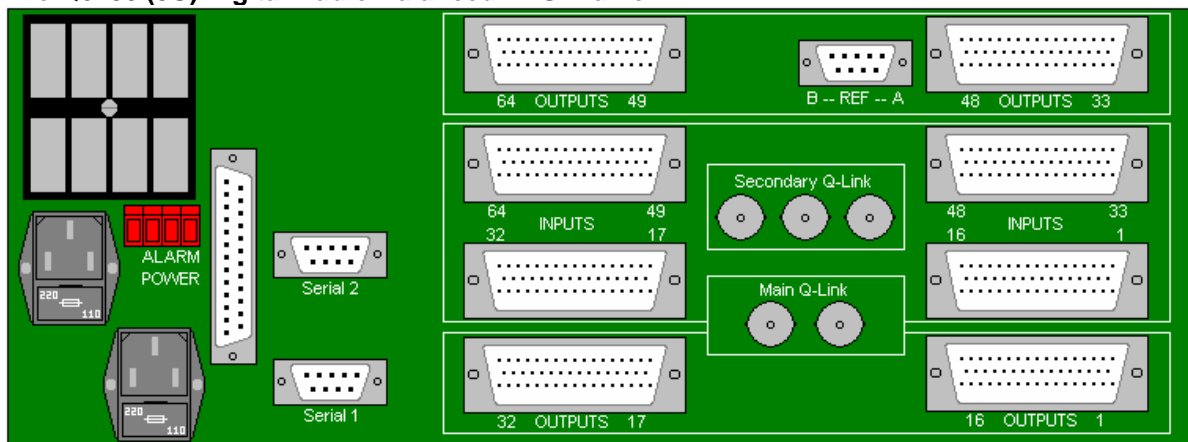 64 OUTPUTS 49
B -- REF -- A
48 OUTPUTS 33
Secondary Q-Link
64 INPUTS 49
32 17
48 INPUTS 33
16 1
ALARM
POWER
Serial 2
220
110
Main Q-Link
220
110
Serial 1
32 OUTPUTS 17
16 OUTPUTS 1